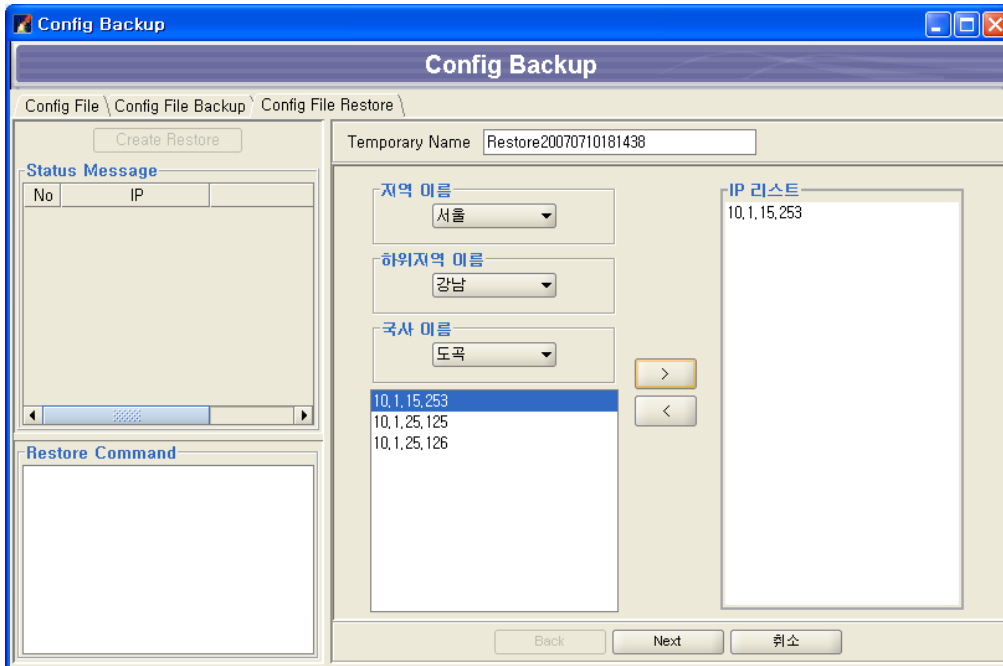 Config Backup
Config Backup
Config File
Config File Backup
Config File Restore
Create Restore
Status Message
No
IP
Restore Command
Temporary Name
Restore20070710181438
지역 이름
서울
하위지역 이름
강남
국사 이름
도곡
10,1,15,253
10,1,25,125
10,1,25,126
>
<
IP 리스트
10,1,15,253
Back
Next
취소